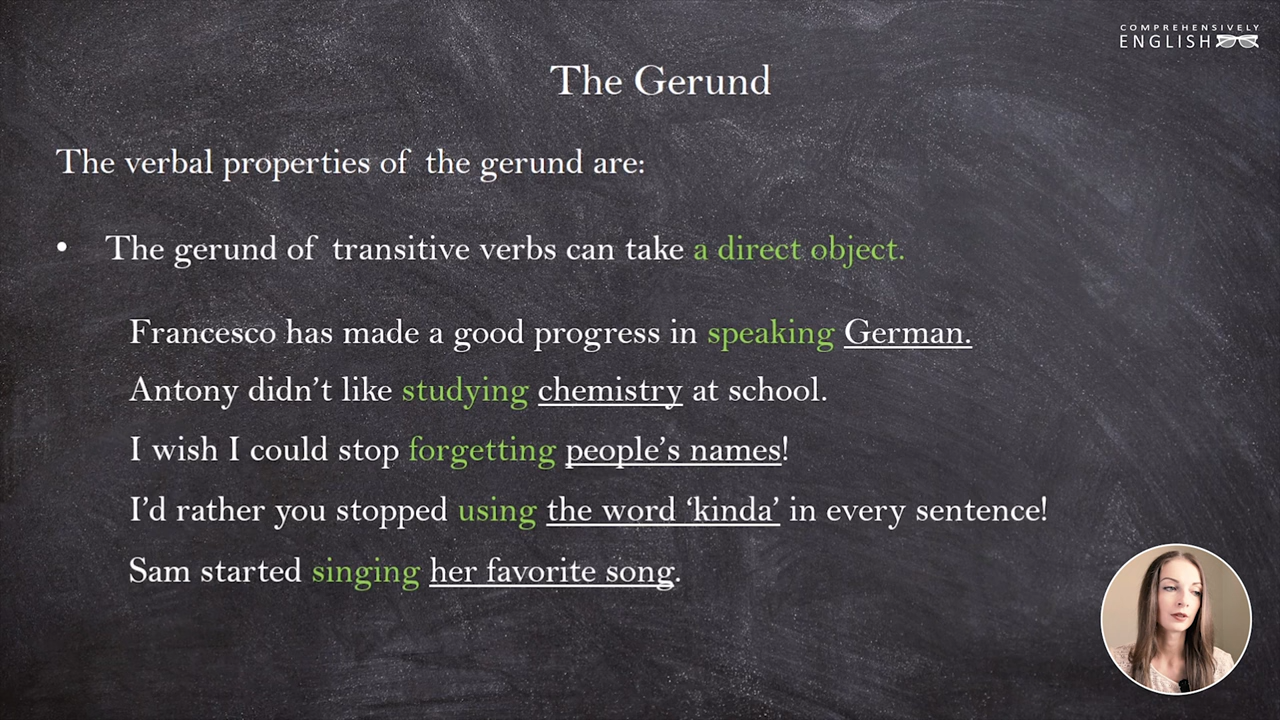 COMPREHENSIVELY
ENGLISH
The Gerund
The verbal properties of the gerund are:
• The gerund of transitive verbs can take a direct object.
Francesco has made a good progress in speaking German.
Antony didn’t like studying chemistry at school.
I wish I could stop forgetting people’s names!
I’d rather you stopped using the word ‘kinda’ in every sentence!
Sam started singing her favorite song.